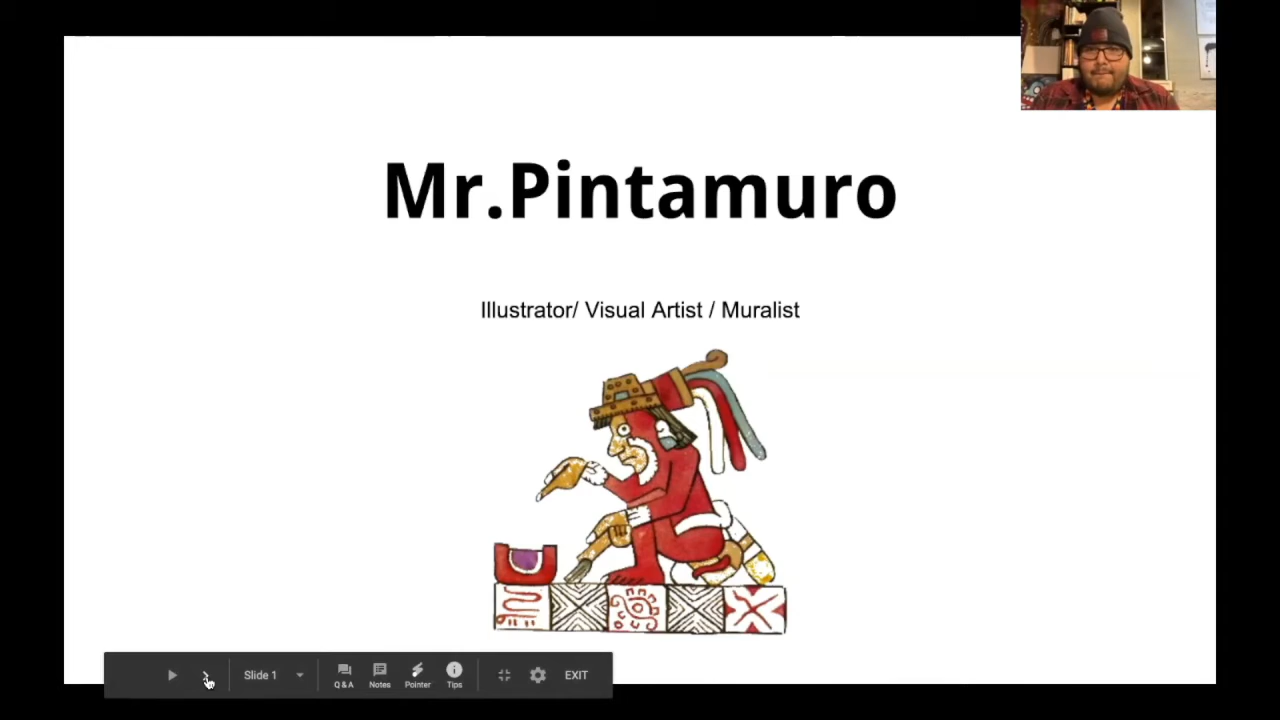 Mr.Pintamuro
Illustrator/ Visual Artist / Muralist
Slide 1
Q & A
Notes
Pointer
Tips
EXIT